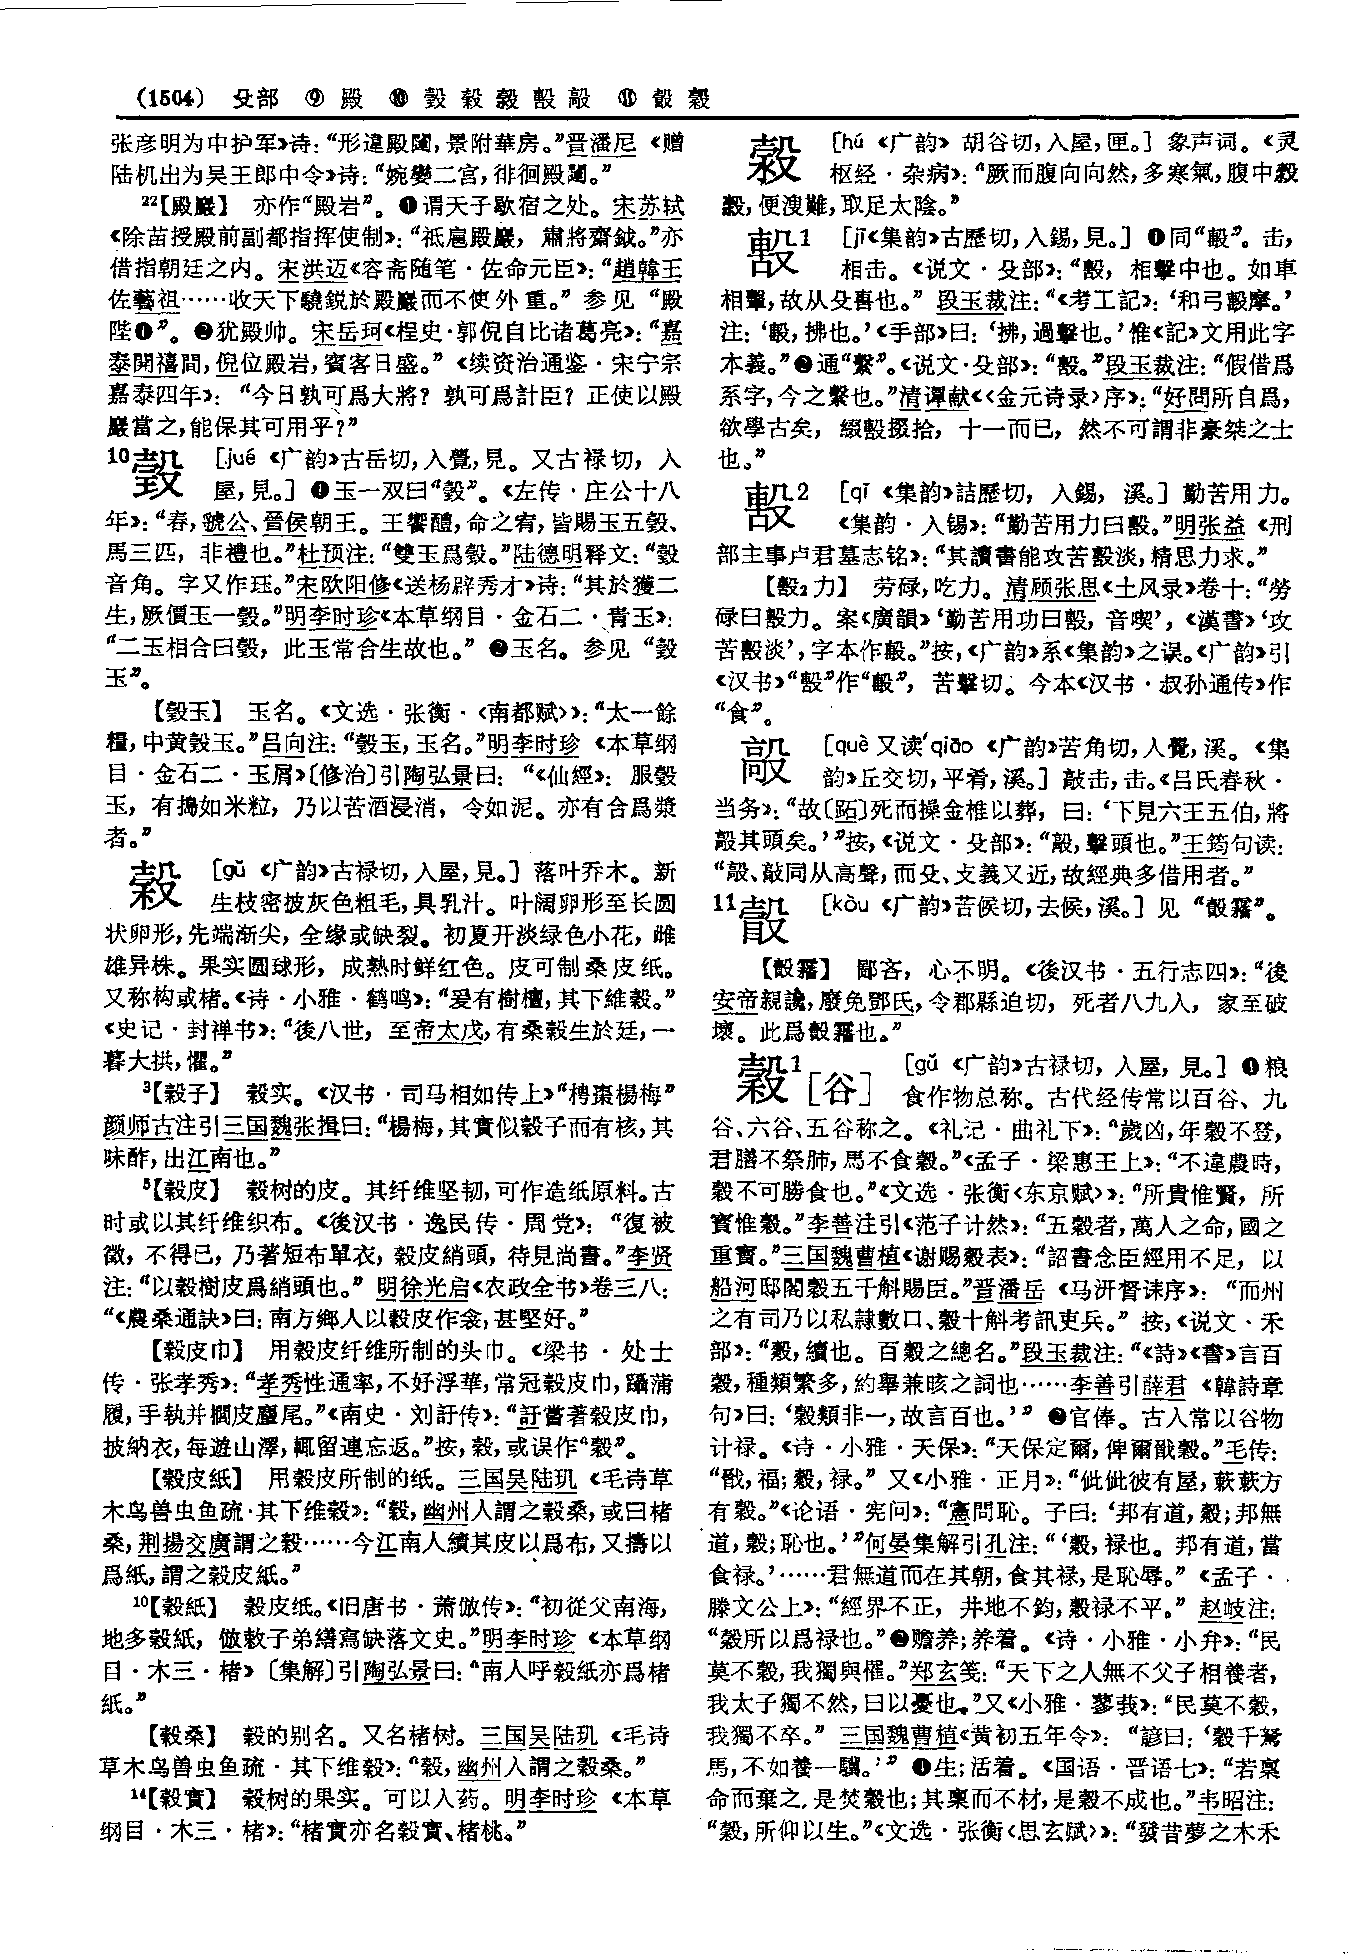 (1504) 殳部 ⑨ 殿 ⑩ 瑴 榖 㲉 毄 毃 ⑪ 瞉 穀
张彦明为中护军》诗：“形違殿闥，景附華房。”晋潘尼《赠
陆机出为吴王郎中令》诗：“婉孌二宫，徘徊殿闥。”
²²【殿巖】 亦作“殿岩”。❶谓天子歇宿之处。宋苏轼
《除苗授殿前副都指挥使制》：“祗扈殿巖，肅將齋鉞。”亦
借指朝廷之内。宋洪迈《容斋随笔·佐命元臣》：“趙韓王
佐藝祖……收天下驍鋭於殿巖而不使外重。” 参见“殿
陛❶”。❷犹殿帅。宋岳珂《桯史·郭倪自比诸葛亮》：“嘉
泰開禧間，倪位殿岩，賓客日盛。”《续资治通鉴·宋宁宗
嘉泰四年》：“今日孰可爲大將？孰可爲計臣？正使以殿
巖當之，能保其可用乎？”
10 瑴 [jué《广韵》古岳切，入覺，見。又古禄切，入
屋，見。] ❶玉一双曰“瑴”。《左传·庄公十八
年》：“春，虢公、晉侯朝王。王饗醴，命之宥，皆賜玉五瑴、
馬三匹，非禮也。”杜预注：“雙玉爲瑴。”陆德明释文：“瑴
音角。字又作珏。”宋欧阳修《送杨辟秀才》诗：“其於獲二
生，厥價玉一瑴。”明李时珍《本草纲目·金石二·青玉》：
“二玉相合曰瑴，此玉常合生故也。” ❷玉名。参见“瑴
玉”。
【瑴玉】 玉名。《文选·张衡·〈南都赋〉》：“太一餘
糧，中黄瑴玉。”吕向注：“瑴玉，玉名。”明李时珍《本草纲
目·金石二·玉屑》〔修治〕引陶弘景曰：“《仙經》：服瑴
玉，有搗如米粒，乃以苦酒浸消，令如泥。亦有合爲漿
者。”
榖 [gǔ《广韵》古禄切，入屋，見。] 落叶乔木。新
生枝密披灰色粗毛，具乳汁。叶阔卵形至长圆
状卵形，先端渐尖，全缘或缺裂。初夏开淡绿色小花，雌
雄异株。果实圆球形，成熟时鲜红色。皮可制桑皮纸。
又称构或楮。《诗·小雅·鹤鸣》：“爰有樹檀，其下維榖。”
《史记·封禅书》：“後八世，至帝太戊，有桑榖生於廷，一
暮大拱，懼。”
³【榖子】 榖实。《汉书·司马相如传上》“樗棗楊梅”
颜师古注引三国魏张揖曰：“楊梅，其實似榖子而有核，其
味酢，出江南也。”
⁵【榖皮】 榖树的皮。其纤维坚韧，可作造纸原料。古
时或以其纤维织布。《後汉书·逸民传·周党》：“復被
徵，不得已，乃著短布單衣，榖皮綃頭，待見尚書。”李贤
注：“以榖樹皮爲綃頭也。” 明徐光启《农政全书》卷三八：
“《農桑通訣》曰：南方鄉人以榖皮作衾，甚堅好。”
【榖皮巾】 用榖皮纤维所制的头巾。《梁书·处士
传·张孝秀》：“孝秀性通率，不好浮華，常冠榖皮巾，躡蒲
履，手執并櫚皮麈尾。”《南史·刘訏传》：“訏嘗著榖皮巾，
披納衣，每遊山澤，輒留連忘返。”按，榖，或误作“穀”。
【榖皮紙】 用榖皮所制的纸。三国吴陆玑《毛诗草
木鸟兽虫鱼疏·其下维榖》：“榖，幽州人謂之榖桑，或曰楮
桑，荆揚交廣謂之榖……今江南人績其皮以爲布，又擣以
爲紙，謂之榖皮紙。”
¹⁰【榖紙】 榖皮纸。《旧唐书·萧倣传》：“初從父南海，
地多榖紙，倣敕子弟繕寫缺落文史。”明李时珍《本草纲
目·木三·楮》〔集解〕引陶弘景曰：“南人呼榖紙亦爲楮
紙。”
【榖桑】 榖的别名。又名楮树。三国吴陆玑《毛诗
草木鸟兽虫鱼疏·其下维榖》：“榖，幽州人謂之榖桑。”
¹⁴【榖實】 榖树的果实。可以入药。明李时珍《本草
纲目·木三·楮》：“楮實亦名榖實、楮桃。”
㲉 [hú《广韵》胡谷切，入屋，匣。] 象声词。《灵
枢经·杂病》：“厥而腹向向然，多寒氣，腹中㲉
㲉，便溲難，取足太陰。”
毄1 [jī《集韵》古歷切，入錫，見。] ❶同“毄”。击，
相击。《说文·殳部》：“毄，相擊中也。如車
相擊，故从殳軎也。” 段玉裁注：“《考工記》：‘和弓毄摩。’
注：‘毄，拂也。’《手部》曰：‘拂，過擊也。’惟《記》文用此字
本義。”❷通“繫”。《说文·殳部》：“毄。”段玉裁注：“假借爲
系字，今之繫也。”清谭献《〈金元诗录〉序》：“好問所自爲，
欲學古矣，綴毄掇拾，十一而已，然不可謂非豪桀之士
也。”
毄2 [qī《集韵》詰歷切，入錫，溪。] 勤苦用力。
《集韵·入锡》：“勤苦用力曰毄。”明张益《刑
部主事卢君墓志铭》：“其讀書能攻苦毄淡，精思力求。”
【毄₂力】 劳碌，吃力。清顾张思《土风录》卷十：“勞
碌曰毄力。案《廣韻》‘勤苦用功曰毄，音喫’，《漢書》‘攻
苦毄淡’，字本作毄。”按，《广韵》系《集韵》之误。《广韵》引
《汉书》“毄”作“毄”，苦擊切。今本《汉书·叔孙通传》作
“食”。
毃 [què 又读 qiāo《广韵》苦角切，入覺，溪。《集
韵》丘交切，平肴，溪。] 敲击，击。《吕氏春秋·
当务》：“故〔跖〕死而操金椎以葬，曰：‘下見六王五伯，將
毃其頭矣。’”按，《说文·殳部》：“毃，擊頭也。”王筠句读：
“毃、敲同从高聲，而殳、攴義又近，故經典多借用者。”
11 瞉 [kòu《广韵》苦候切，去候，溪。] 见“瞉霿”。
【瞉霿】 鄙吝，心不明。《後汉书·五行志四》：“後
安帝親讒，廢免鄧氏，令郡縣迫切，死者八九人，家至破
壞。此爲瞉霿也。”
穀1［谷］ [gǔ《广韵》古禄切，入屋，見。] ❶粮
食作物总称。古代经传常以百谷、九
谷、六谷、五谷称之。《礼记·曲礼下》：“歲凶，年穀不登，
君膳不祭肺，馬不食穀。”《孟子·梁惠王上》：“不違農時，
穀不可勝食也。”《文选·张衡〈东京赋〉》：“所貴惟賢，所
寶惟穀。”李善注引《范子计然》：“五穀者，萬人之命，國之
重寶。”三国魏曹植《谢赐穀表》：“詔書念臣經用不足，以
船河邸閣穀五千斛賜臣。”晋潘岳《马汧督诔序》：“而州
之有司乃以私隷數口、穀十斛考訊吏兵。” 按，《说文·禾
部》：“穀，續也。百穀之總名。”段玉裁注：“《詩》《書》言百
穀，種類繁多，約舉兼晐之詞也……李善引薛君《韓詩章
句》曰：‘穀類非一，故言百也。’” ❷官俸。古人常以谷物
计禄。《诗·小雅·天保》：“天保定爾，俾爾戩穀。”毛传：
“戩，福；穀，禄。” 又《小雅·正月》：“佌佌彼有屋，蔌蔌方
有穀。”《论语·宪问》：“憲問恥。子曰：‘邦有道，穀；邦無
道，穀；恥也。’”何晏集解引孔注：“‘穀，禄也。邦有道，當
食禄。’……君無道而在其朝，食其禄，是恥辱。”《孟子·
滕文公上》：“經界不正，井地不鈞，穀禄不平。” 赵岐注：
“穀所以爲禄也。”❸赡养；养着。《诗·小雅·小弁》：“民
莫不穀，我獨與罹。”郑玄笺：“天下之人無不父子相養者，
我太子獨不然，曰以憂也。”又《小雅·蓼莪》：“民莫不穀，
我獨不卒。” 三国魏曹植《黄初五年令》：“諺曰：‘穀千駑
馬，不如養一驥。’” ❹生；活着。《国语·晋语七》：“若稟
命而棄之，是焚穀也；其稟而不材，是穀不成也。”韦昭注：
“穀，所仰以生。”《文选·张衡〈思玄赋〉》：“發昔夢之木禾